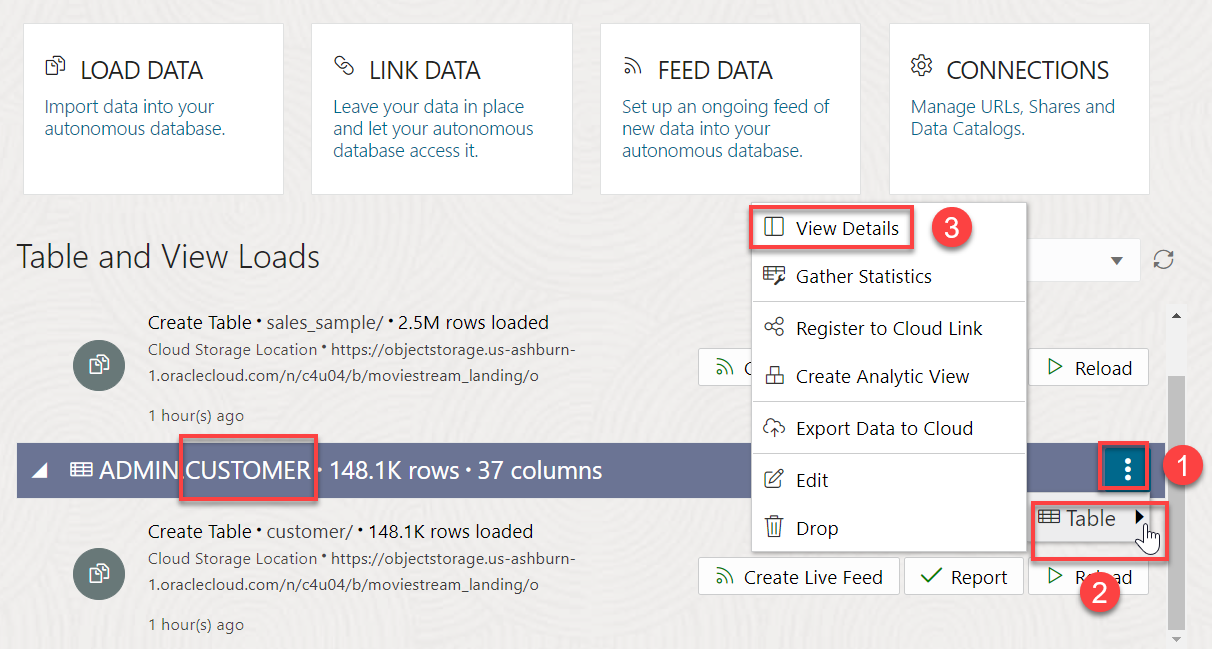 LOAD DATA
Import data into your
autonomous database.
LINK DATA
Leave your data in place
and let your autonomous
database access it.
FEED DATA
Set up an ongoing feed of
new data into your
autonomous database.
CONNECTIONS
Manage URLs, Shares and
Data Catalogs.
Table and View Loads
View Details
3
Gather Statistics
Register to Cloud Link
Create Analytic View
Export Data to Cloud
Edit
Drop
Create Table • sales_sample/ • 2.5M rows loaded
Cloud Storage Location • https://objectstorage.us-ashburn-
1.oraclecloud.com/n/c4u04/b/moviestream_landing/o
1 hour(s) ago
Reload
ADMIN.CUSTOMER • 148.1K rows • 37 columns
1
Table
2
Create Table • customer/ • 148.1K rows loaded
Cloud Storage Location • https://objectstorage.us-ashburn-
1.oraclecloud.com/n/c4u04/b/moviestream_landing/o
1 hour(s) ago
Create Live Feed
Report